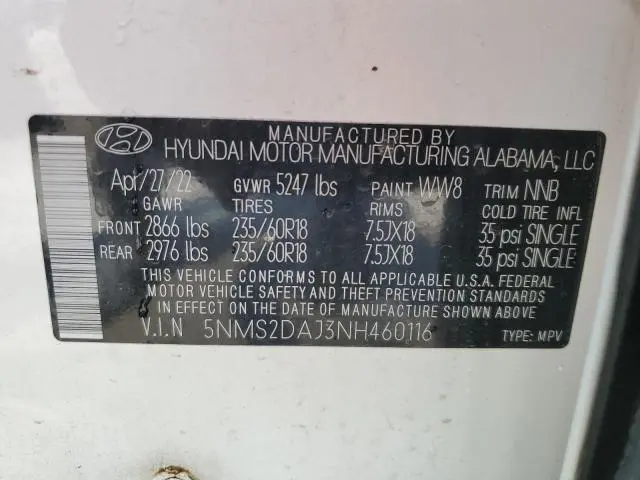 MANUFACTURED BY
HYUNDAI MOTOR MANUFACTURING ALABAMA, LLC
Apr/27/22 GVWR 5247 lbs PAINT WW8 TRIM NNB
GAWR TIRES RIMS COLD TIRE INFL
FRONT 2866 lbs 235/60R18 7.5JX18 35 psi SINGLE
REAR 2976 lbs 235/60R18 7.5JX18 35 psi SINGLE
THIS VEHICLE CONFORMS TO ALL APPLICABLE U.S.A. FEDERAL
MOTOR VEHICLE SAFETY AND THEFT PREVENTION STANDARDS
IN EFFECT ON THE DATE OF MANUFACTURE SHOWN ABOVE
V.I.N 5NMS2DAJ3NH460116 TYPE: MPV